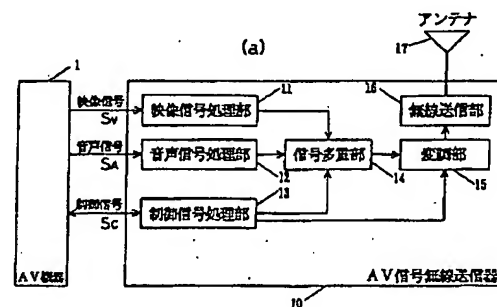 アンテナ
(a)
17
1
11
16
映像信号
Sv
映像信号処理部
無線送信部
音声信号
SA
音声信号処理部
信号多重部
変調部
12
13
14
15
制御信号
Sc
制御信号処理部
AV機器
AV信号無線送信器
10